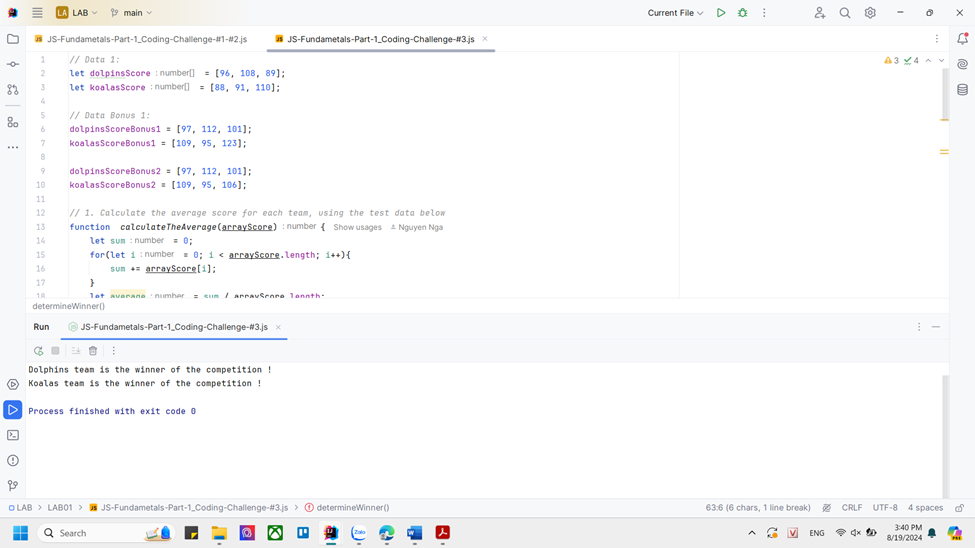 LA LAB main Current File
JS-Fundametals-Part-1_Coding-Challenge-#1-#2.js JS-Fundametals-Part-1_Coding-Challenge-#3.js
1 // Data 1:
2 let dolpinsScore : number[] = [96, 108, 89];
3 let koalasScore : number[] = [88, 91, 110];
4
5 // Data Bonus 1:
6 dolpinsScoreBonus1 = [97, 112, 101];
7 koalasScoreBonus1 = [109, 95, 123];
8
9 dolpinsScoreBonus2 = [97, 112, 101];
10 koalasScoreBonus2 = [109, 95, 106];
11
12 // 1. Calculate the average score for each team, using the test data below
13 function calculateTheAverage(arrayScore) : number { Show usages Nguyen Nga
14 let sum : number = 0;
15 for(let i : number = 0; i < arrayScore.length; i++){
16 sum += arrayScore[i];
17 }
18 let average : number = sum / arrayScore.length;
3 4
determineWinner()
Run JS-Fundametals-Part-1_Coding-Challenge-#3.js
Dolphins team is the winner of the competition !
Koalas team is the winner of the competition !
Process finished with exit code 0
LAB > LAB01 > JS-Fundametals-Part-1_Coding-Challenge-#3.js > determineWinner() 63:6 (6 chars, 1 line break) CRLF UTF-8 4 spaces
Search Zalo ENG 3:40 PM
8/19/2024